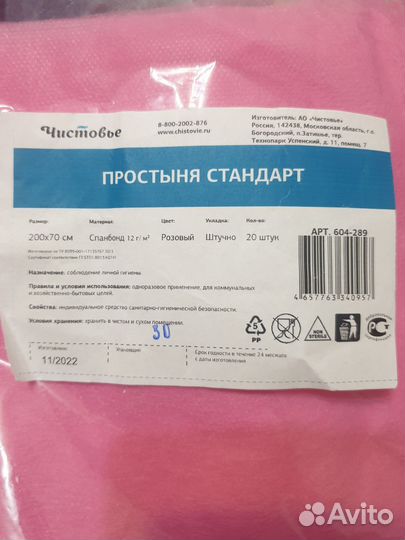 Чистовье
8-800-2002-876
www.chistovie.ru
Изготовитель: АО «Чистовье»
Россия, 142438, Московская область, г.о.
Богородский, п.Затишье, тер.
Технопарк Успенский, д. 11, помещ. 7
ПРОСТЫНЯ СТАНДАРТ
Размер: Материал: Цвет: Укладка: Кол-во:
200x70 см Спанбонд 12 г/м² Розовый Штучно 20 штук
АРТ. 604-289
Назначение: соблюдение личной гигиены.
Правила и условия использования: одноразовое применение, для коммунальных
и хозяйственно-бытовых целей.
Свойства: индивидуальное средство санитарно-гигиенической безопасности.
Условия хранения: хранить в чистом и сухом помещении.
4 657763 340957
5
PP
NON
STERILE
РС
Изготовлено: Упаковщик: 30
11/2022
Срок годности в течение 24 месяцев
с даты изготовления
Avito